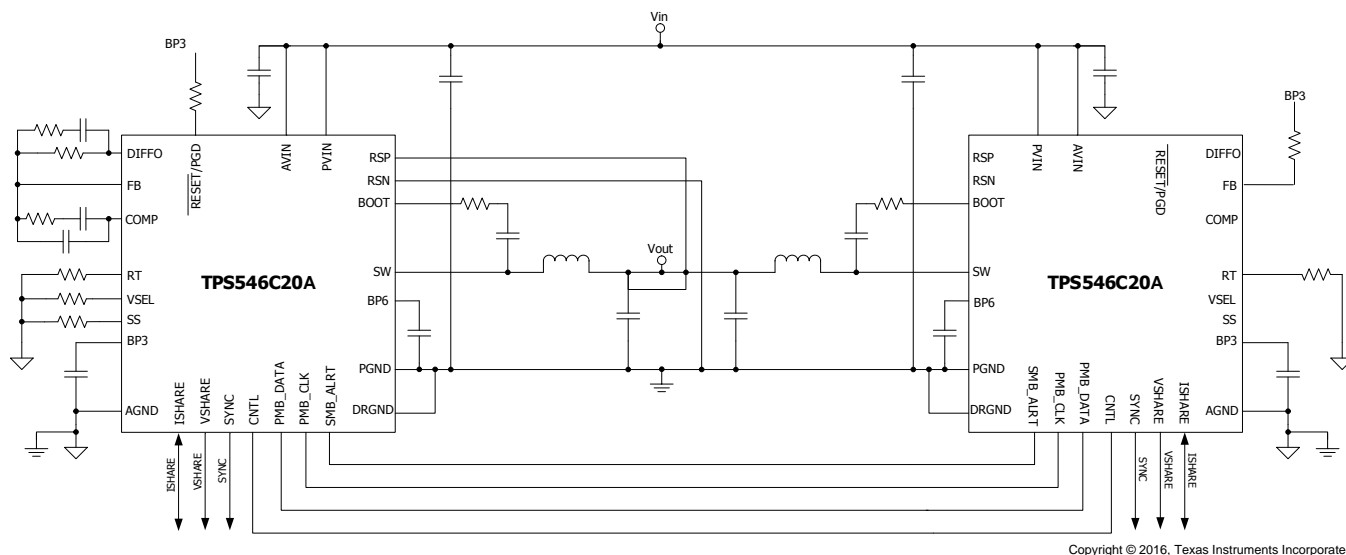 Vin
BP3
BP3
DIFFO
FB
COMP
RT
VSEL
SS
BP3
AGND
RESET/PGD
AVIN
PVIN
RSP
RSN
BOOT
SW
BP6
PGND
DRGND
TPS546C20A
ISHARE
VSHARE
SYNC
CNTL
PMB_DATA
PMB_CLK
SMB_ALRT
ISHARE
VSHARE
SYNC
Vout
RSP
RSN
BOOT
SW
BP6
PGND
DRGND
PVIN
AVIN
RESET/PGD
DIFFO
FB
COMP
RT
VSEL
SS
BP3
AGND
TPS546C20A
SMB_ALRT
PMB_CLK
PMB_DATA
CNTL
SYNC
VSHARE
ISHARE
SYNC
VSHARE
ISHARE
Copyright © 2016, Texas Instruments Incorporate